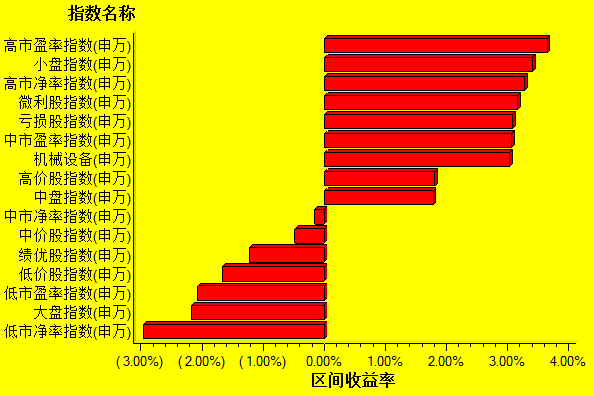 指数名称
高市盈率指数(申万)
小盘指数(申万)
高市净率指数(申万)
微利股指数(申万)
亏损股指数(申万)
中市盈率指数(申万)
机械设备(申万)
高价股指数(申万)
中盘指数(申万)
中市净率指数(申万)
中价股指数(申万)
绩优股指数(申万)
低价股指数(申万)
低市盈率指数(申万)
大盘指数(申万)
低市净率指数(申万)
(3.00%) (2.00%) (1.00%) 0.00% 1.00% 2.00% 3.00% 4.00%
区间收益率